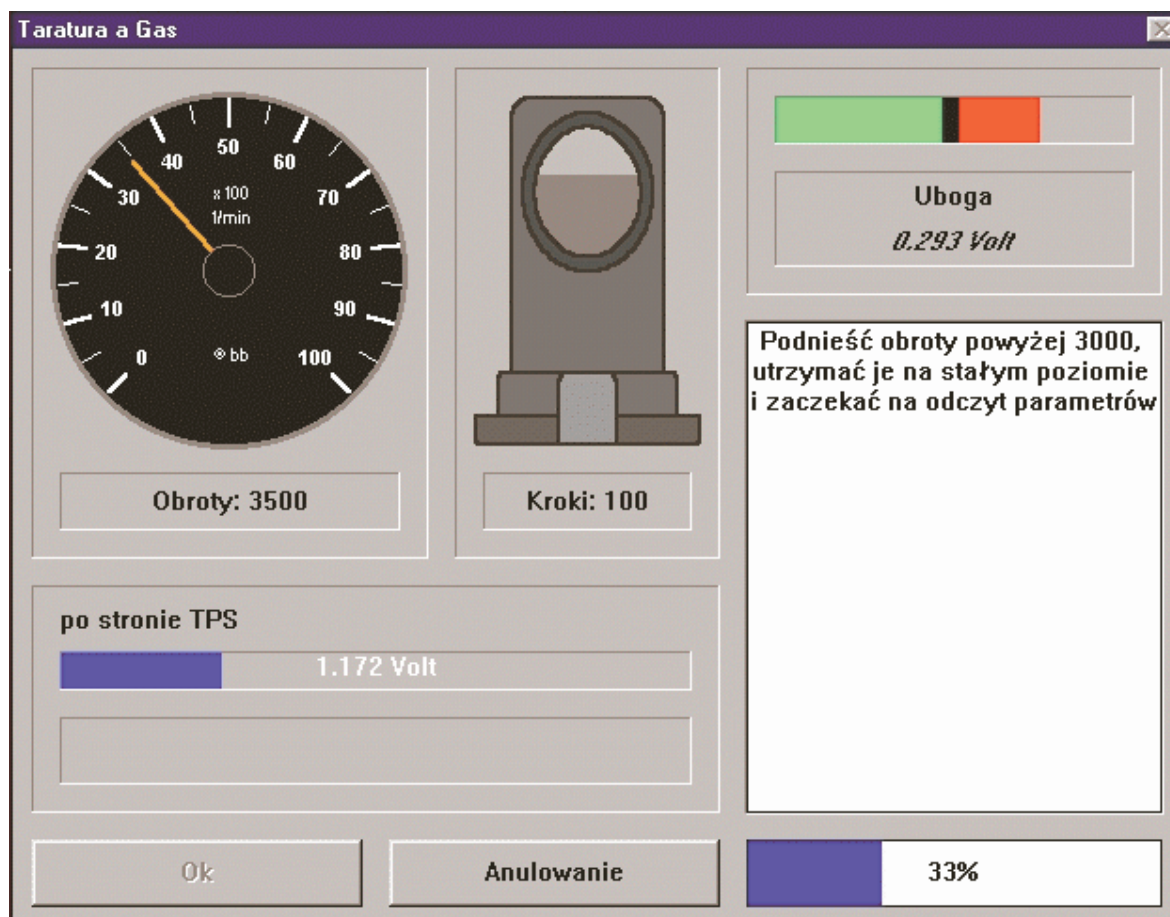 Taratura a Gas
0
10
20
30
40
50
60
70
80
90
100
x 100
1/min
® bb
Obroty: 3500
Kroki: 100
Uboga
0.293 Volt
Podnieść obroty powyżej 3000,
utrzymać je na stałym poziomie
i zaczekać na odczyt parametrów
po stronie TPS
1.172 Volt
Ok
Anulowanie
33%